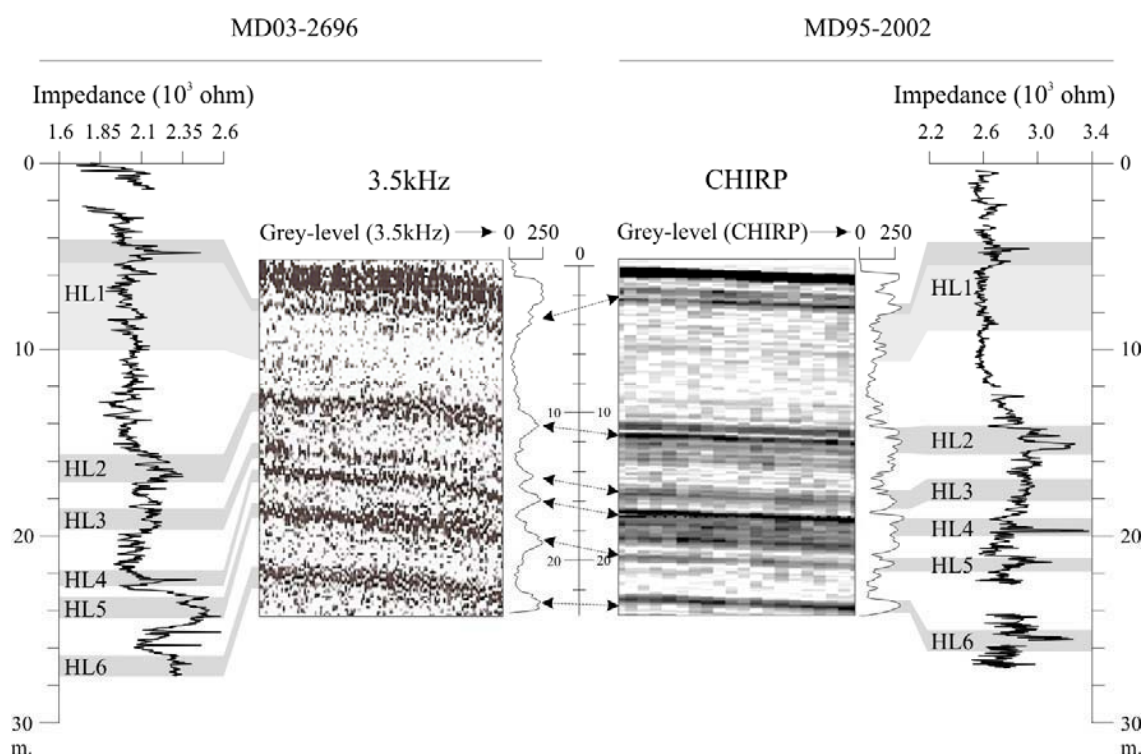 MD03-2696
MD95-2002
Impedance (10³ ohm)
1.6 1.85 2.1 2.35 2.6
Impedance (10³ ohm)
2.2 2.6 3.0 3.4
3.5kHz
CHIRP
Grey-level (3.5kHz) 0 250
Grey-level (CHIRP) 0 250
0
10
20
30
m.
HL1
HL2
HL3
HL4
HL5
HL6
0
10 10
20 20
HL1
HL2
HL3
HL4
HL5
HL6
0
10
20
30
m.